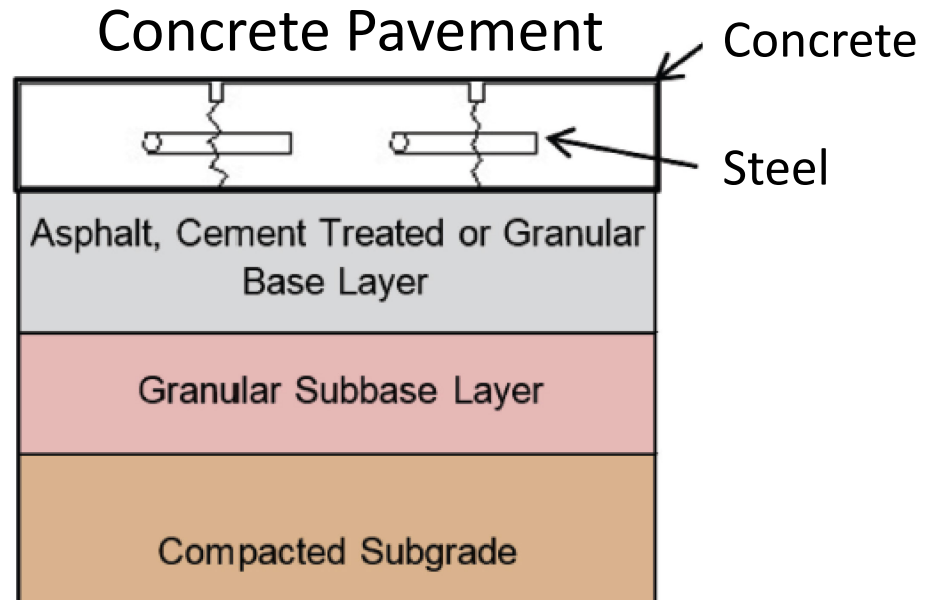 Concrete Pavement
Concrete
Steel
Asphalt, Cement Treated or Granular
Base Layer
Granular Subbase Layer
Compacted Subgrade